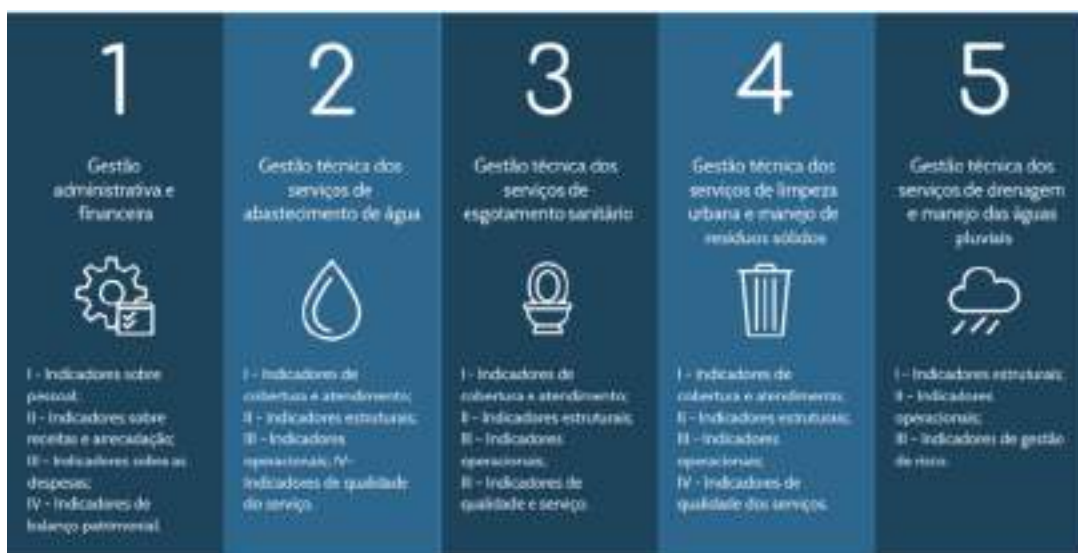 1
Gestão
administrativa e
financeira
I - Indicadores sobre
pessoal;
II - Indicadores sobre
receitas e arrecadação;
III - Indicadores sobre as
despesas;
IV - Indicadores de
balanço patrimonial.
2
Gestão técnica dos
serviços de
abastecimento de água
I - Indicadores de
cobertura e atendimento;
II - Indicadores estruturais;
III - Indicadores
operacionais; IV-
Indicadores de qualidade
do serviço.
3
Gestão técnica dos
serviços de
esgotamento sanitário
I - Indicadores de
cobertura e atendimento;
II - Indicadores estruturais;
III - Indicadores
operacionais;
III - Indicadores de
qualidade e serviço.
4
Gestão técnica dos
serviços de limpeza
urbana e manejo de
resíduos sólidos
I - Indicadores de
cobertura e atendimento;
II - Indicadores estruturais;
III - Indicadores
operacionais;
IV - Indicadores de
qualidade dos serviços.
5
Gestão técnica dos
serviços de drenagem
e manejo das águas
pluviais
I - Indicadores estruturais;
II - Indicadores
operacionais;
III - Indicadores de gestão
de risco.